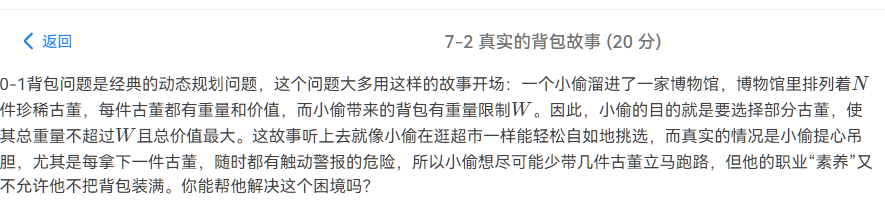 返回
7-2 真实的背包故事 (20 分)
0-1背包问题是经典的动态规划问题，这个问题大多用这样的故事开场：一个小偷溜进了一家博物馆，博物馆里排列着N
件珍稀古董，每件古董都有重量和价值，而小偷带来的背包有重量限制W。因此，小偷的目的就是要选择部分古董，使
其总重量不超过W且总价值最大。这故事听上去就像小偷在逛超市一样能轻松自如地挑选，而真实的情况是小偷提心吊
胆，尤其是每拿下一件古董，随时都有触动警报的危险，所以小偷想尽可能少带几件古董立马跑路，但他的职业“素养”又
不允许他不把背包装满。你能帮他解决这个困境吗？